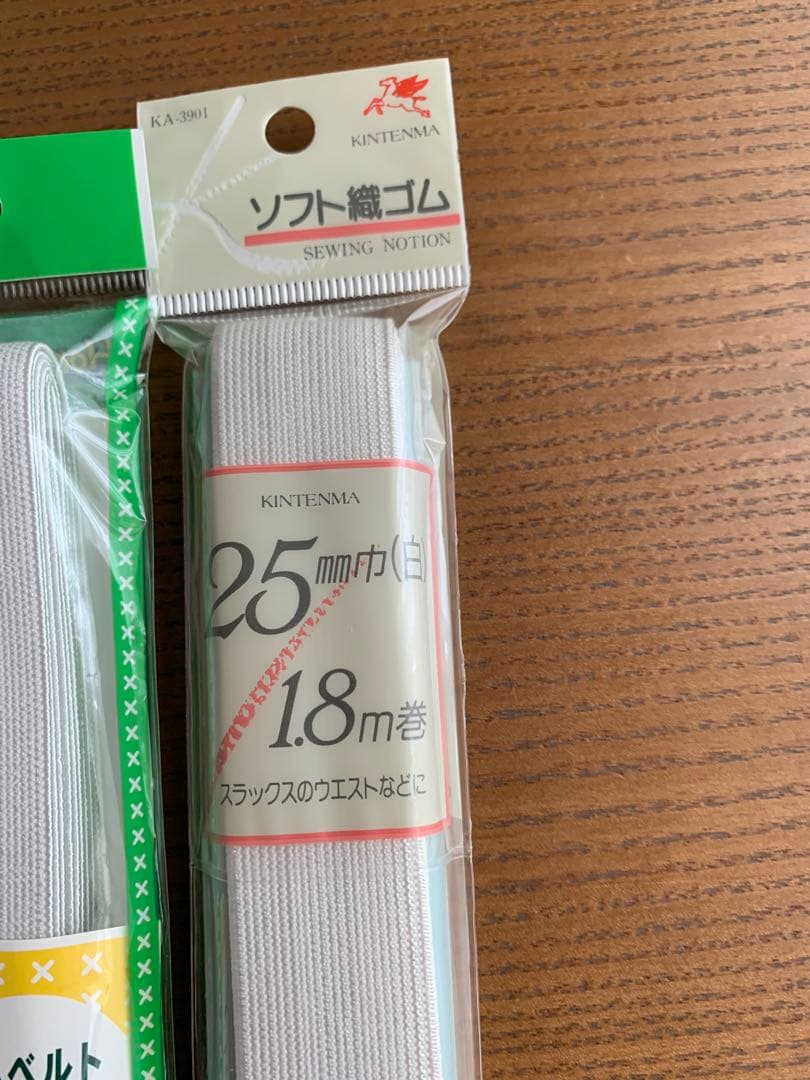 KA-3901
KINTENMA
ソフト織ゴム
SEWING NOTION
KINTENMA
25mm巾(白)
1.8m巻
スラックスのウエストなどに
ベルト